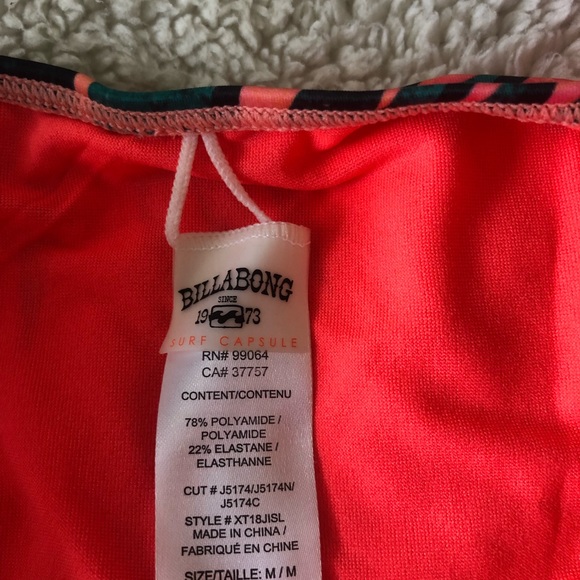 BILLABONG
SINCE
19 73
SURF CAPSULE
RN# 99064
CA# 37757
CONTENT/CONTENU
78% POLYAMIDE /
POLYAMIDE
22% ELASTANE /
ELASTHANNE
CUT # J5174/J5174N/
J5174C
STYLE # XT18JISL
MADE IN CHINA /
FABRIQUÉ EN CHINE
SIZE/TAILLE: M / M